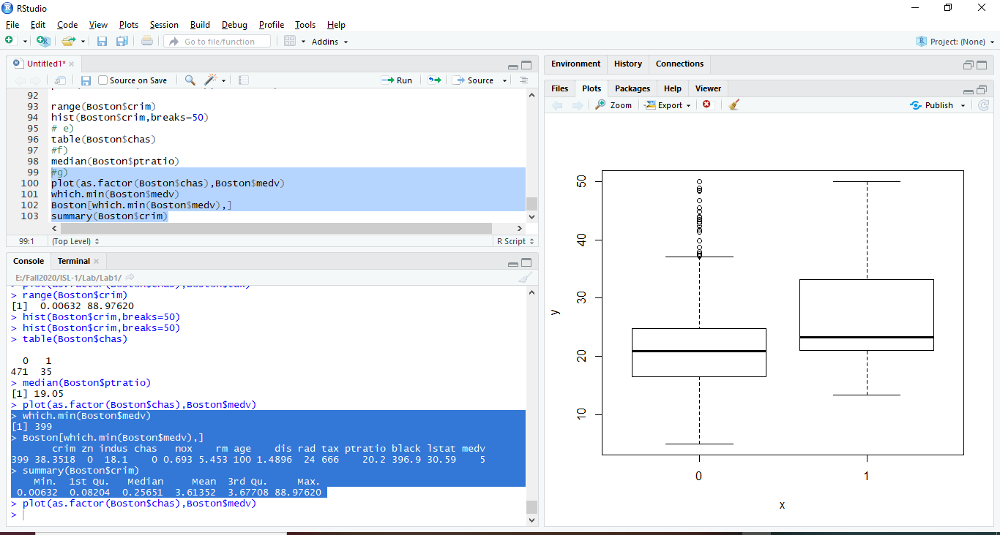 RStudio
File Edit Code View Plots Session Build Debug Profile Tools Help
Go to file/function Addins Project: (None)
Untitled1*
Source on Save Run Source
92
93 range(Boston$crim)
94 hist(Boston$crim,breaks=50)
95 # e)
96 table(Boston$chas)
97 #f)
98 median(Boston$ptratio)
99 #g)
100 plot(as.factor(Boston$chas),Boston$medv)
101 which.min(Boston$medv)
102 Boston[which.min(Boston$medv),]
103 summary(Boston$crim)
99:1 (Top Level) R Script
Console Terminal
E:/Fall2020/ISL-1/Lab/Lab1/
> plot(as.factor(Boston$chas),Boston$tax)
> range(Boston$crim)
[1] 0.00632 88.97620
> hist(Boston$crim,breaks=50)
> hist(Boston$crim,breaks=50)
> table(Boston$chas)
0 1
471 35
> median(Boston$ptratio)
[1] 19.05
> plot(as.factor(Boston$chas),Boston$medv)
> which.min(Boston$medv)
[1] 399
> Boston[which.min(Boston$medv),]
crim zn indus chas nox rm age dis rad tax ptratio black lstat medv
399 38.3518 0 18.1 0 0.693 5.453 100 1.4896 24 666 20.2 396.9 30.59 5
> summary(Boston$crim)
Min. 1st Qu. Median Mean 3rd Qu. Max.
0.00632 0.08204 0.25651 3.61352 3.67708 88.97620
> plot(as.factor(Boston$chas),Boston$medv)
>
Environment History Connections
Files Plots Packages Help Viewer
Zoom Export Publish
50
40
30
20
10
y
0 1
x